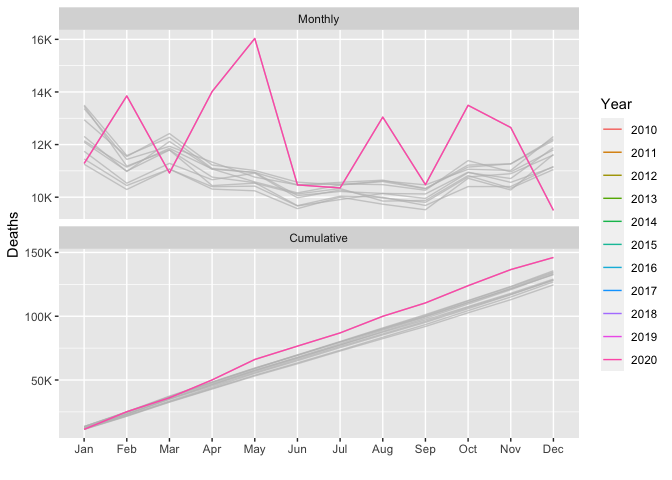 Monthly
16K
14K
12K
10K
Deaths
Cumulative
150K
100K
50K
Jan Feb Mar Apr May Jun Jul Aug Sep Oct Nov Dec
Year
2010
2011
2012
2013
2014
2015
2016
2017
2018
2019
2020